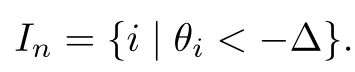 I_n = {i | θ_i < −Δ}.